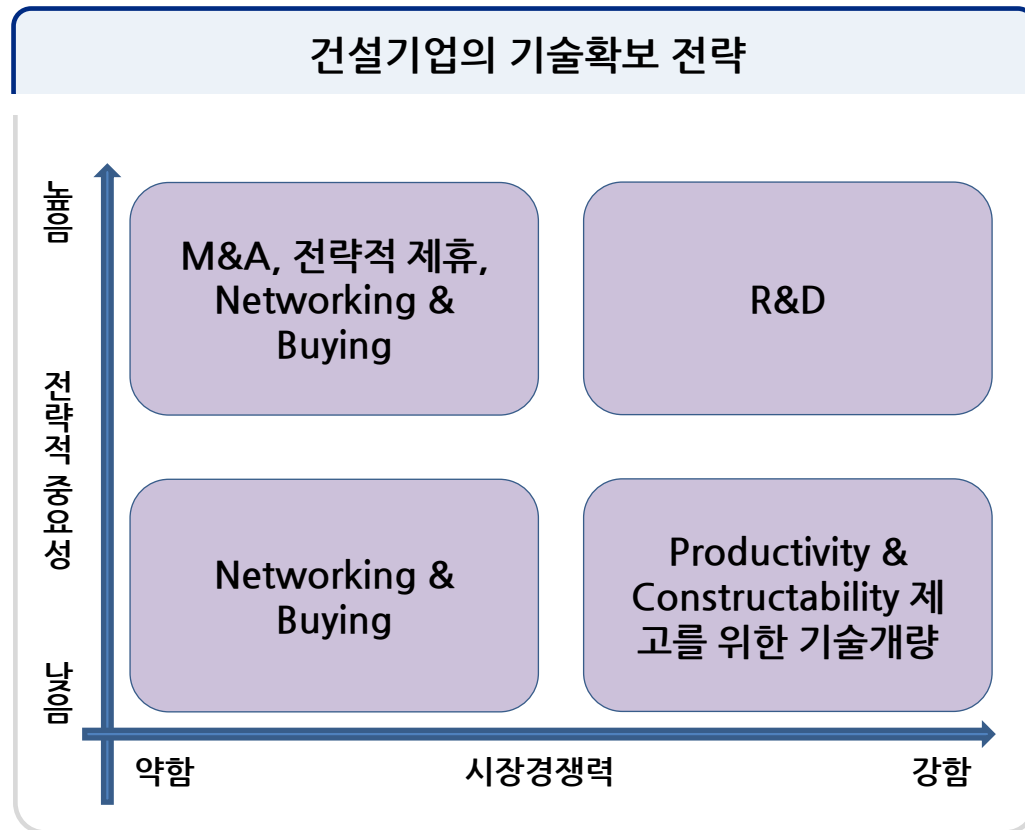 건설기업의 기술확보 전략
높음
M&A, 전략적 제휴,
Networking &
Buying
R&D
전략적 중요성
Networking &
Buying
Productivity &
Constructability 제
고를 위한 기술개량
낮음
약함
시장경쟁력
강함